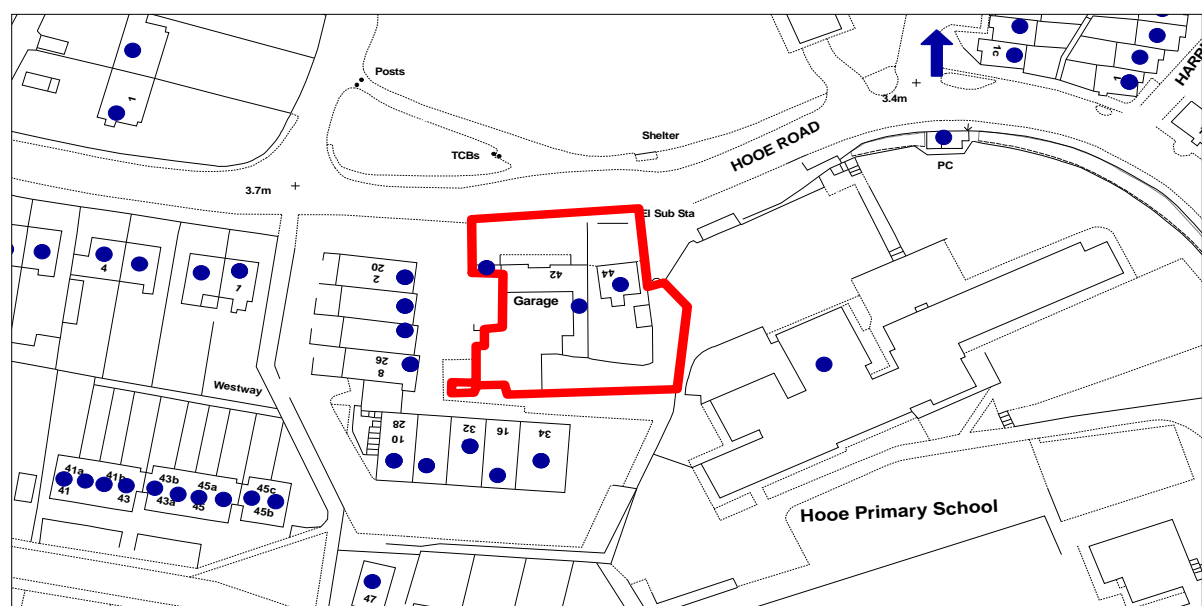 Posts
1
1c
1
HARR
3.4m
Shelter
HOOE ROAD
TCBs
PC
3.7m
El Sub Sta
4
7
20
2
42
44
Garage
26
8
Westway
28
10
32
16
34
41a
41b
43b
45a
45c
41
43
43a
45
45b
Hooe Primary School
47